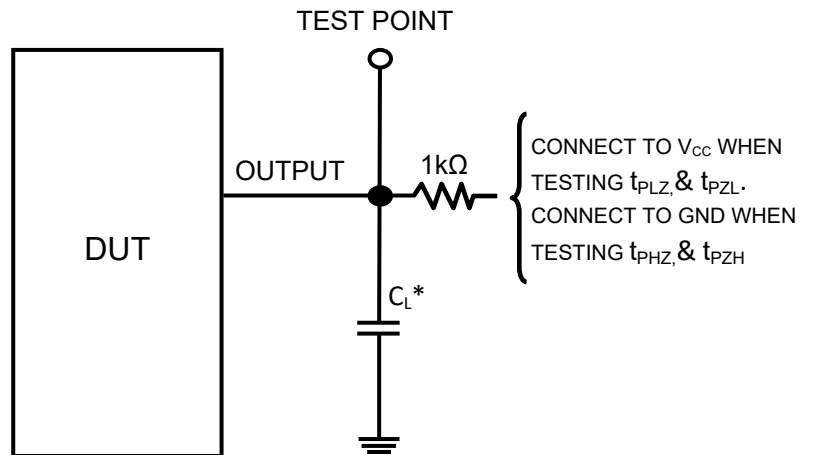 TEST POINT
OUTPUT
1kΩ
CONNECT TO VCC WHEN
TESTING tPLZ,& tPZL.
CONNECT TO GND WHEN
TESTING tPHZ,& tPZH
DUT
CL*